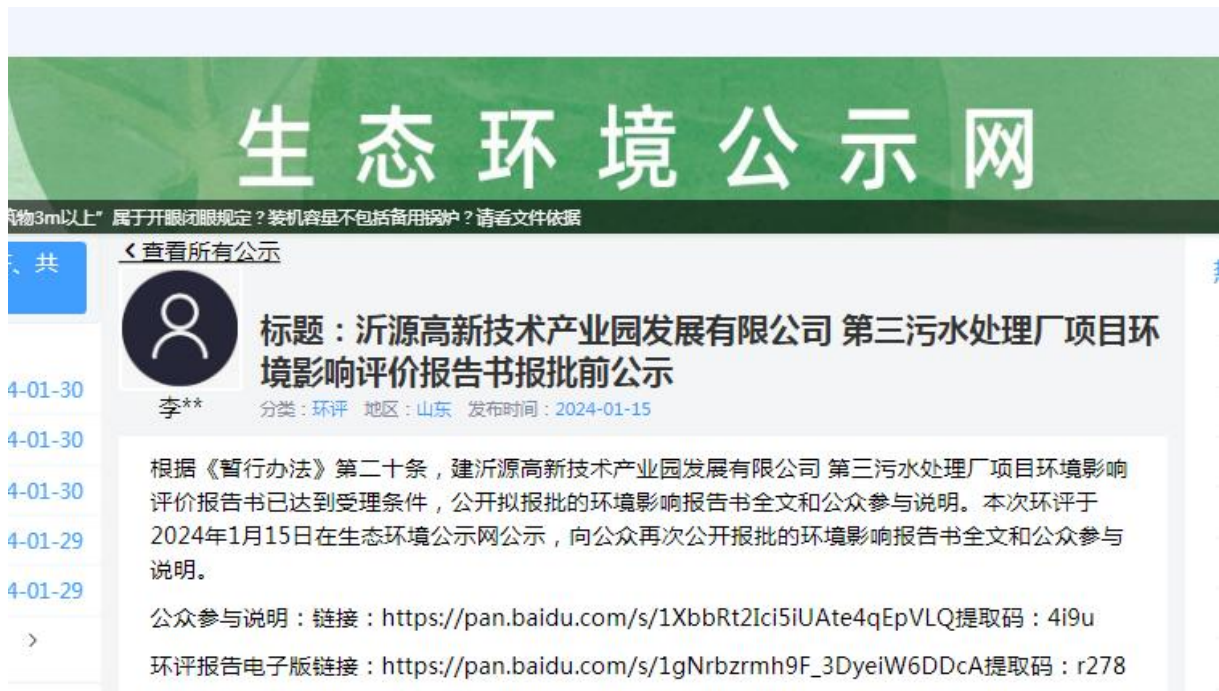 生态环境公示网
筑物3m以上” 属于开眼闭眼规定？装机容量不包括备用锅炉？请看文件依据
、共
查看所有公示
标题：沂源高新技术产业园发展有限公司 第三污水处理厂项目环
境影响评价报告书报批前公示
李**
分类：环评 地区：山东 发布时间：2024-01-15
4-01-30
4-01-30
4-01-30
4-01-29
4-01-29
根据《暂行办法》第二十条，建沂源高新技术产业园发展有限公司 第三污水处理厂项目环境影响
评价报告书已达到受理条件，公开拟报批的环境影响报告书全文和公众参与说明。本次环评于
2024年1月15日在生态环境公示网公示，向公众再次公开报批的环境影响报告书全文和公众参与
说明。
公众参与说明：链接：https://pan.baidu.com/s/1XbbRt2Ici5iUAte4qEpVLQ提取码：4i9u
环评报告电子版链接：https://pan.baidu.com/s/1gNrbzrmh9F_3DyeiW6DDcA提取码：r278